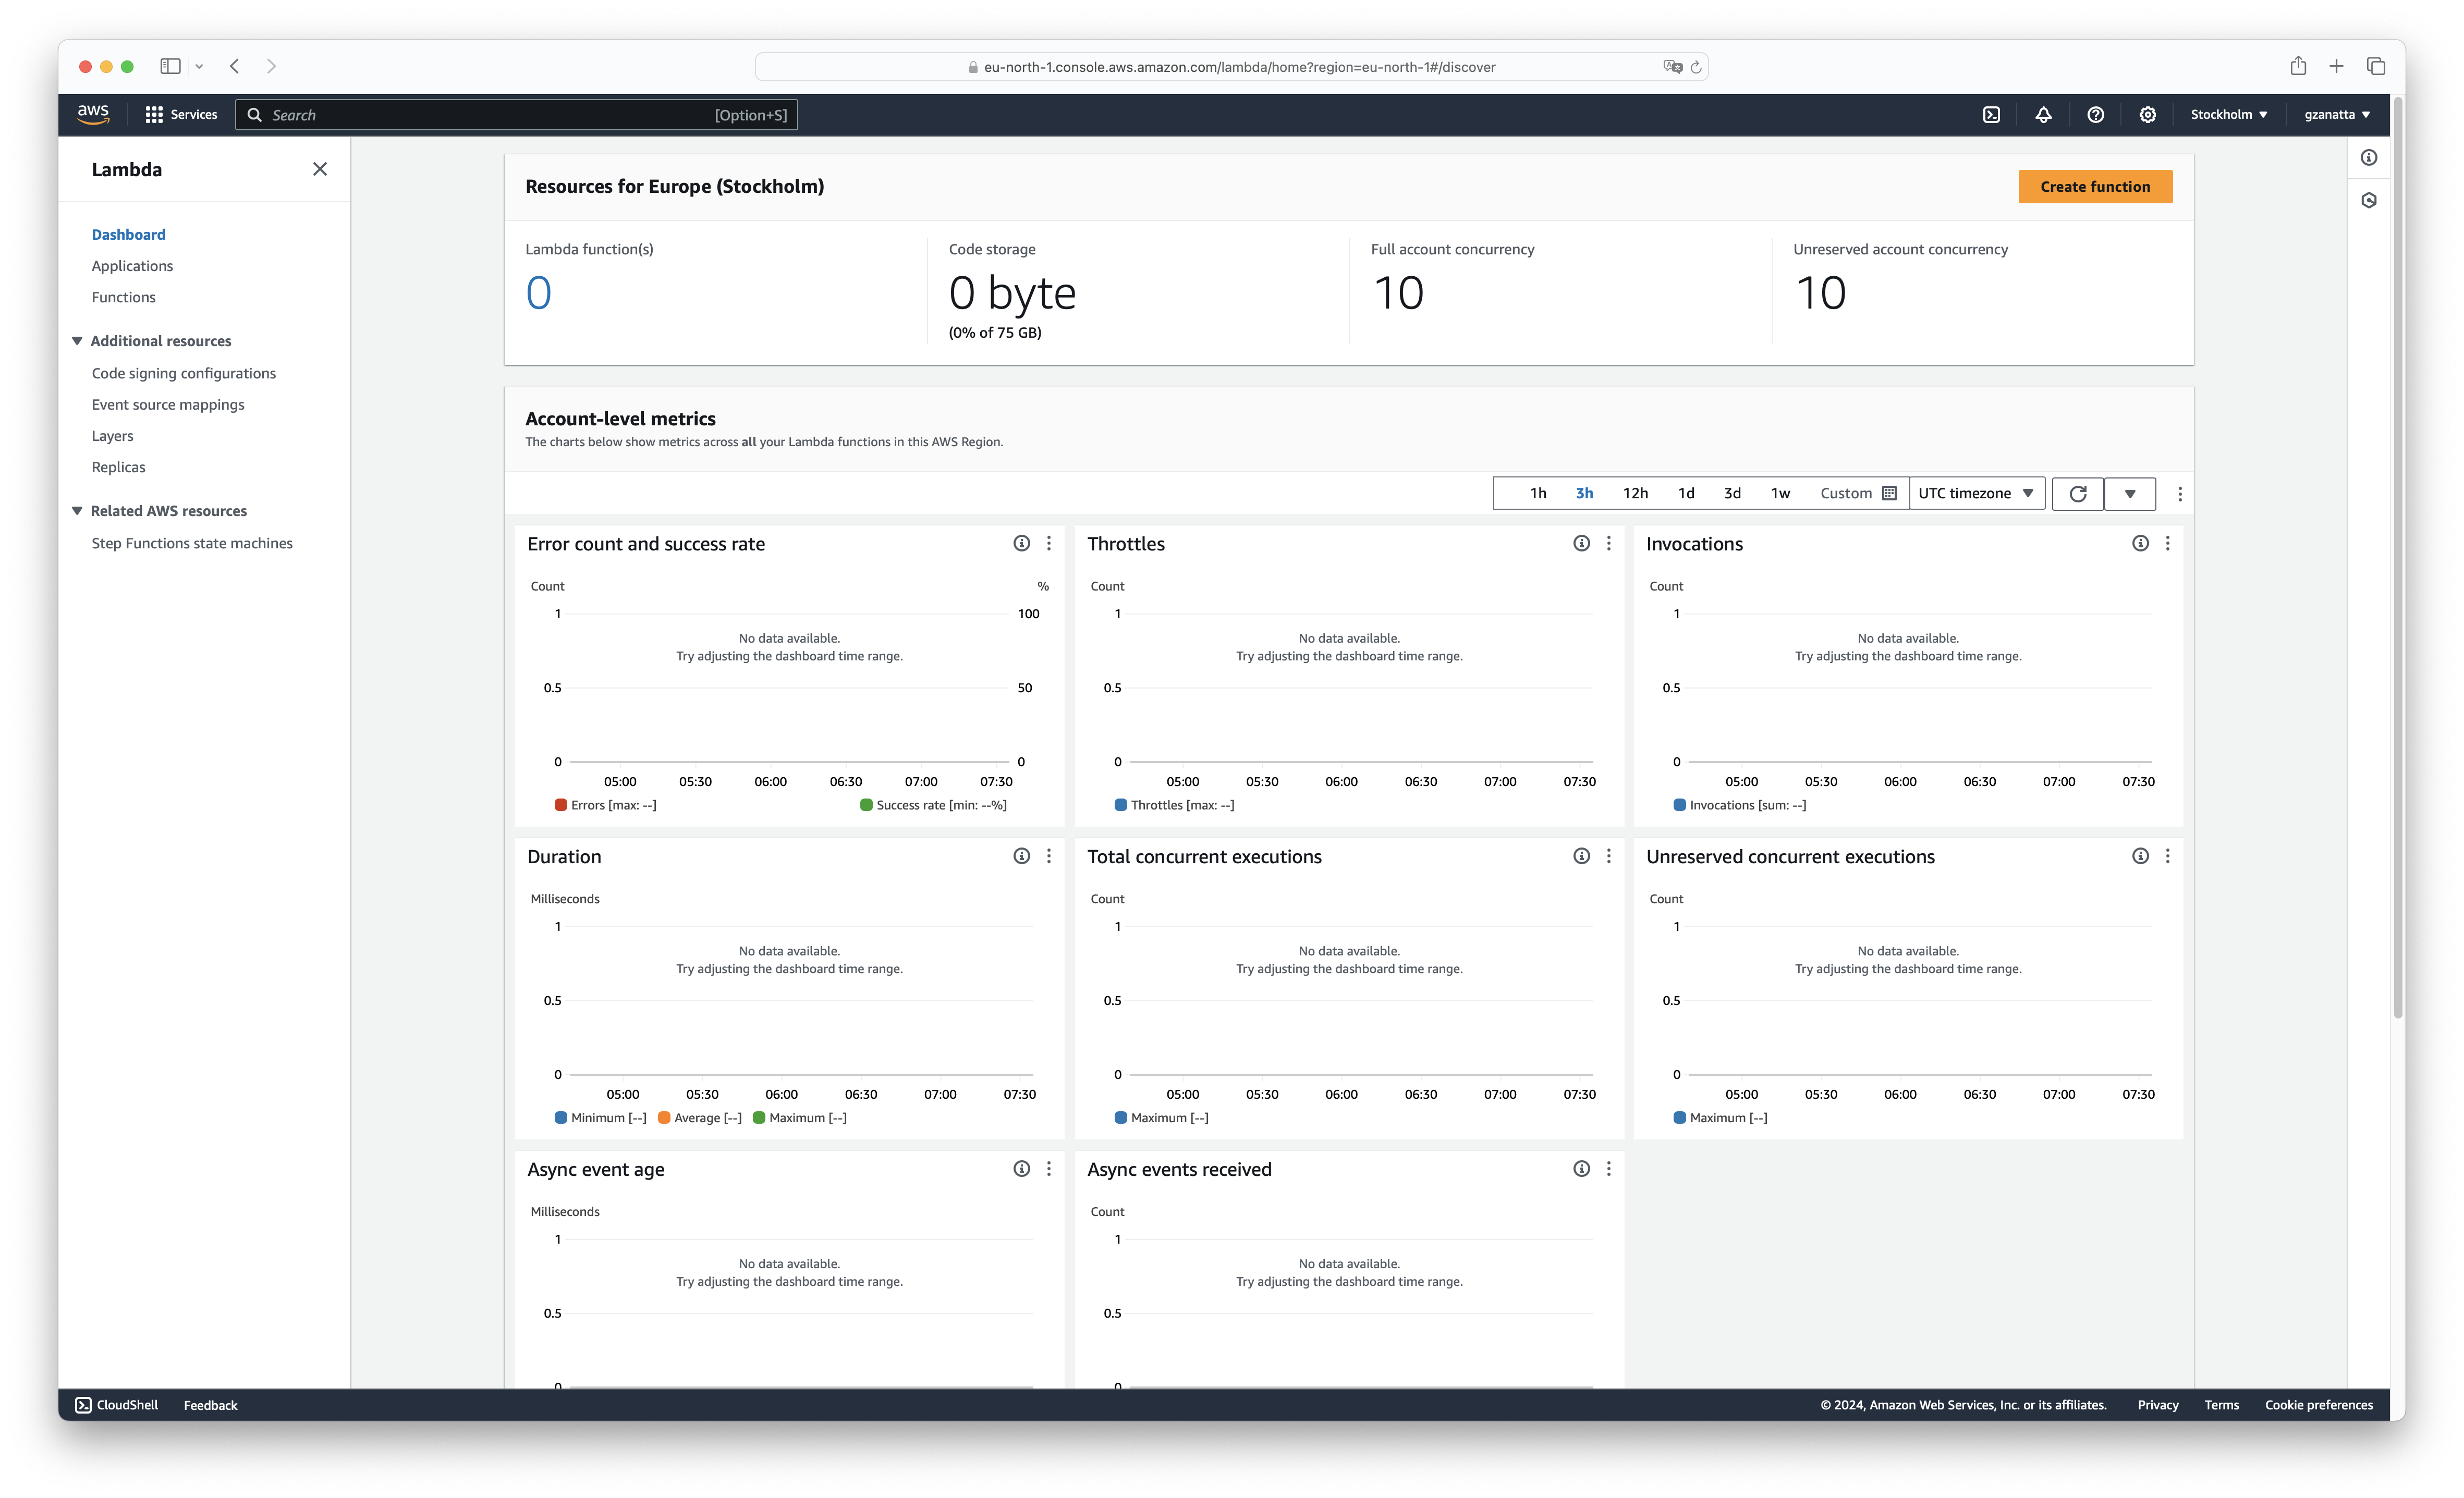 eu-north-1.console.aws.amazon.com/lambda/home?region=eu-north-1#/discover
aws
Services
Search
[Option+S]
Stockholm
gzanatta
Lambda
Dashboard
Applications
Functions
Additional resources
Code signing configurations
Event source mappings
Layers
Replicas
Related AWS resources
Step Functions state machines
Resources for Europe (Stockholm)
Create function
Lambda function(s)
0
Code storage
0 byte
(0% of 75 GB)
Full account concurrency
10
Unreserved account concurrency
10
Account-level metrics
The charts below show metrics across all your Lambda functions in this AWS Region.
1h 3h 12h 1d 3d 1w Custom UTC timezone
Error count and success rate
Count %
1 100
No data available.
Try adjusting the dashboard time range.
0.5 50
0 0
05:00 05:30 06:00 06:30 07:00 07:30
Errors [max: --] Success rate [min: --%]
Throttles
Count
1
No data available.
Try adjusting the dashboard time range.
0.5
0
05:00 05:30 06:00 06:30 07:00 07:30
Throttles [max: --]
Invocations
Count
1
No data available.
Try adjusting the dashboard time range.
0.5
0
05:00 05:30 06:00 06:30 07:00 07:30
Invocations [sum: --]
Duration
Milliseconds
1
No data available.
Try adjusting the dashboard time range.
0.5
0
05:00 05:30 06:00 06:30 07:00 07:30
Minimum [--] Average [--] Maximum [--]
Total concurrent executions
Count
1
No data available.
Try adjusting the dashboard time range.
0.5
0
05:00 05:30 06:00 06:30 07:00 07:30
Maximum [--]
Unreserved concurrent executions
Count
1
No data available.
Try adjusting the dashboard time range.
0.5
0
05:00 05:30 06:00 06:30 07:00 07:30
Maximum [--]
Async event age
Milliseconds
1
No data available.
Try adjusting the dashboard time range.
0.5
0
Async events received
Count
1
No data available.
Try adjusting the dashboard time range.
0.5
0
CloudShell
Feedback
© 2024, Amazon Web Services, Inc. or its affiliates.
Privacy
Terms
Cookie preferences